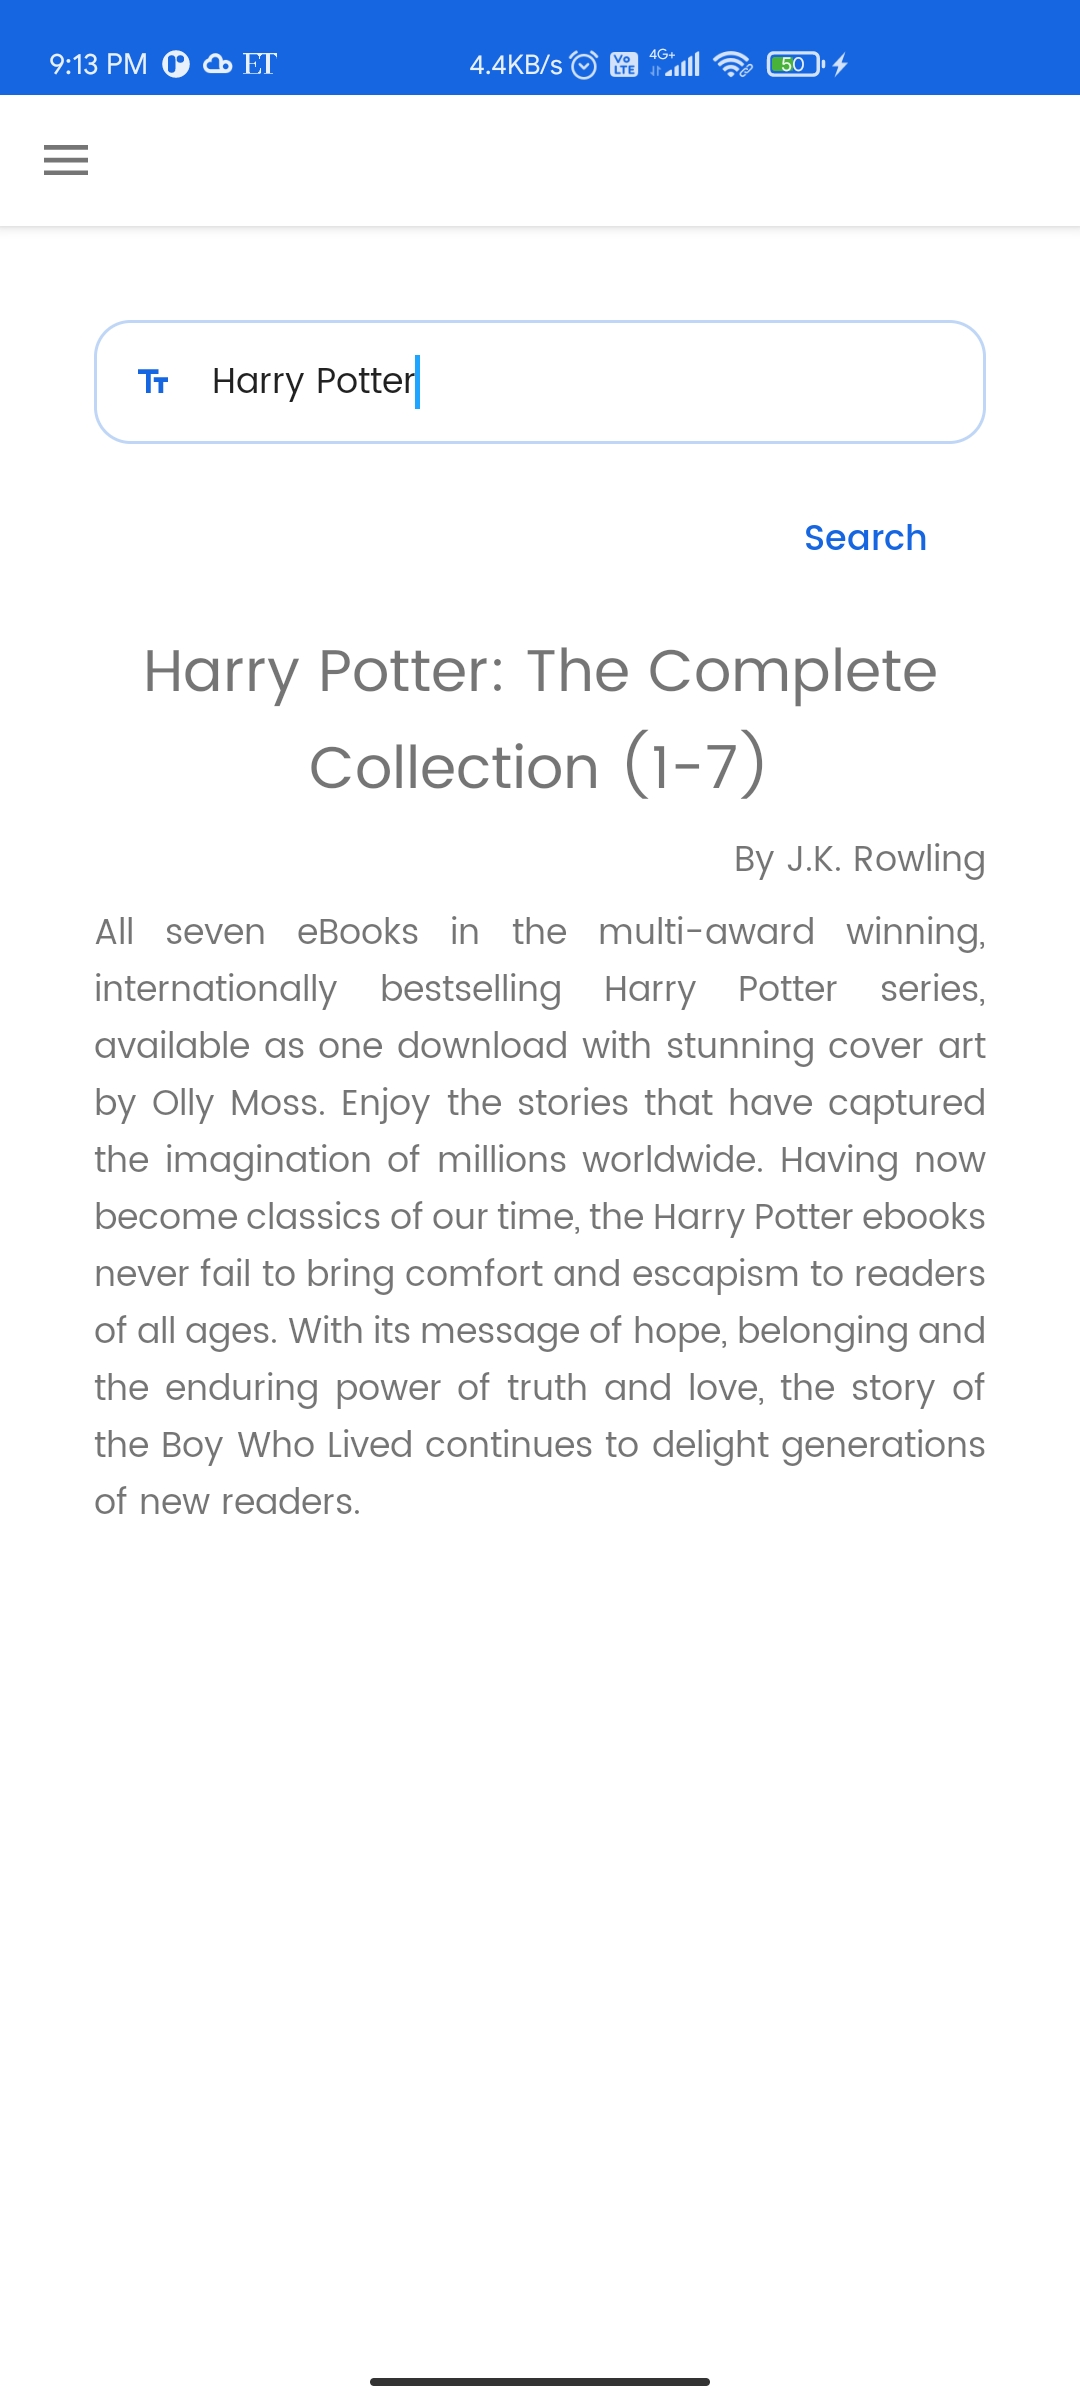 9:13 PM ET 4.4KB/s Vo LTE 4G+ 50
Harry Potter
Search
Harry Potter: The Complete
Collection (1-7)
By J.K. Rowling
All seven eBooks in the multi-award winning,
internationally bestselling Harry Potter series,
available as one download with stunning cover art
by Olly Moss. Enjoy the stories that have captured
the imagination of millions worldwide. Having now
become classics of our time, the Harry Potter ebooks
never fail to bring comfort and escapism to readers
of all ages. With its message of hope, belonging and
the enduring power of truth and love, the story of
the Boy Who Lived continues to delight generations
of new readers.